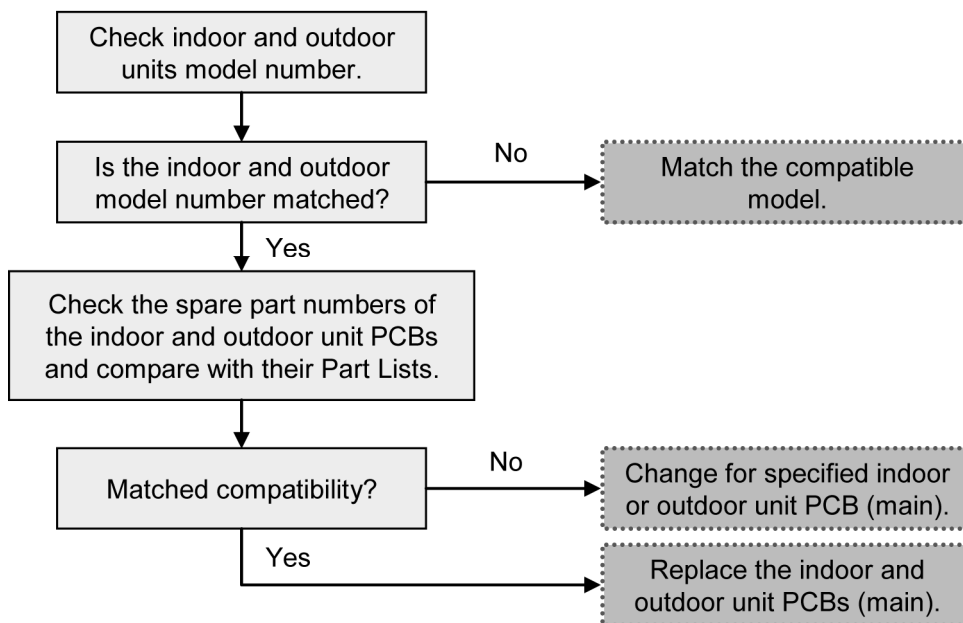 Check indoor and outdoor
units model number.
Is the indoor and outdoor
model number matched?
No
Match the compatible
model.
Yes
Check the spare part numbers of
the indoor and outdoor unit PCBs
and compare with their Part Lists.
Matched compatibility?
No
Change for specified indoor
or outdoor unit PCB (main).
Yes
Replace the indoor and
outdoor unit PCBs (main).